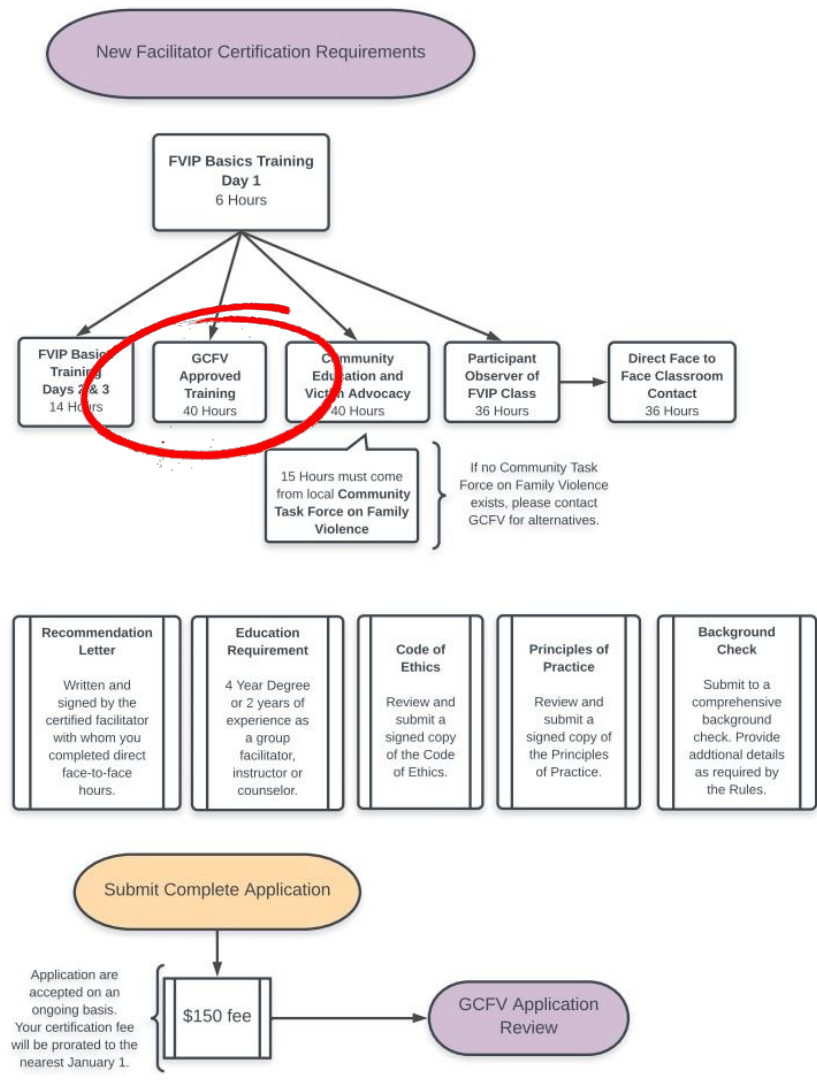 New Facilitator Certification Requirements
FVIP Basics Training
Day 1
6 Hours
FVIP Basic
Training
Days 2 & 3
14 Hours
GCFV
Approved
Training
40 Hours
Community
Education and
Victim Advocacy
40 Hours
Participant
Observer of
FVIP Class
36 Hours
Direct Face to
Face Classroom
Contact
36 Hours
15 Hours must come
from local Community
Task Force on Family
Violence
If no Community Task
Force on Family Violence
exists, please contact
GCFV for alternatives.
Recommendation
Letter
Written and
signed by the
certified facilitator
with whom you
completed direct
face-to-face
hours.
Education
Requirement
4 Year Degree
or 2 years of
experience as
a group
facilitator,
instructor or
counselor.
Code of
Ethics
Review and
submit a
signed copy
of the Code
of Ethics.
Principles of
Practice
Review and
submit a
signed copy of
the Principles
of Practice.
Background
Check
Submit to a
comprehensive
background
check. Provide
addtional details
as required by
the Rules.
Submit Complete Application
Application are
accepted on an
ongoing basis.
Your certification fee
will be prorated to the
nearest January 1.
$150 fee
GCFV Application
Review